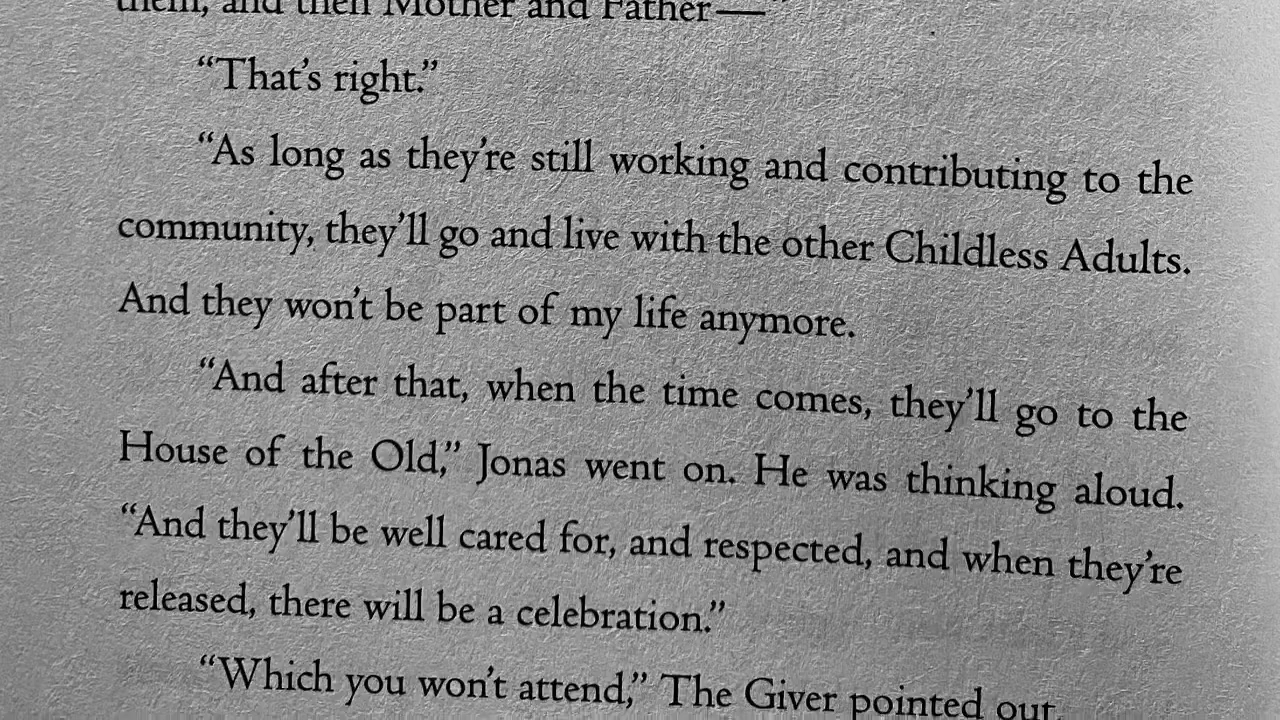 them, and then Mother and Father—"
“That’s right.”
“As long as they’re still working and contributing to the
community, they’ll go and live with the other Childless Adults.
And they won’t be part of my life anymore.
“And after that, when the time comes, they’ll go to the
House of the Old,” Jonas went on. He was thinking aloud.
“And they’ll be well cared for, and respected, and when they’re
released, there will be a celebration.”
“Which you won’t attend,” The Giver pointed out.